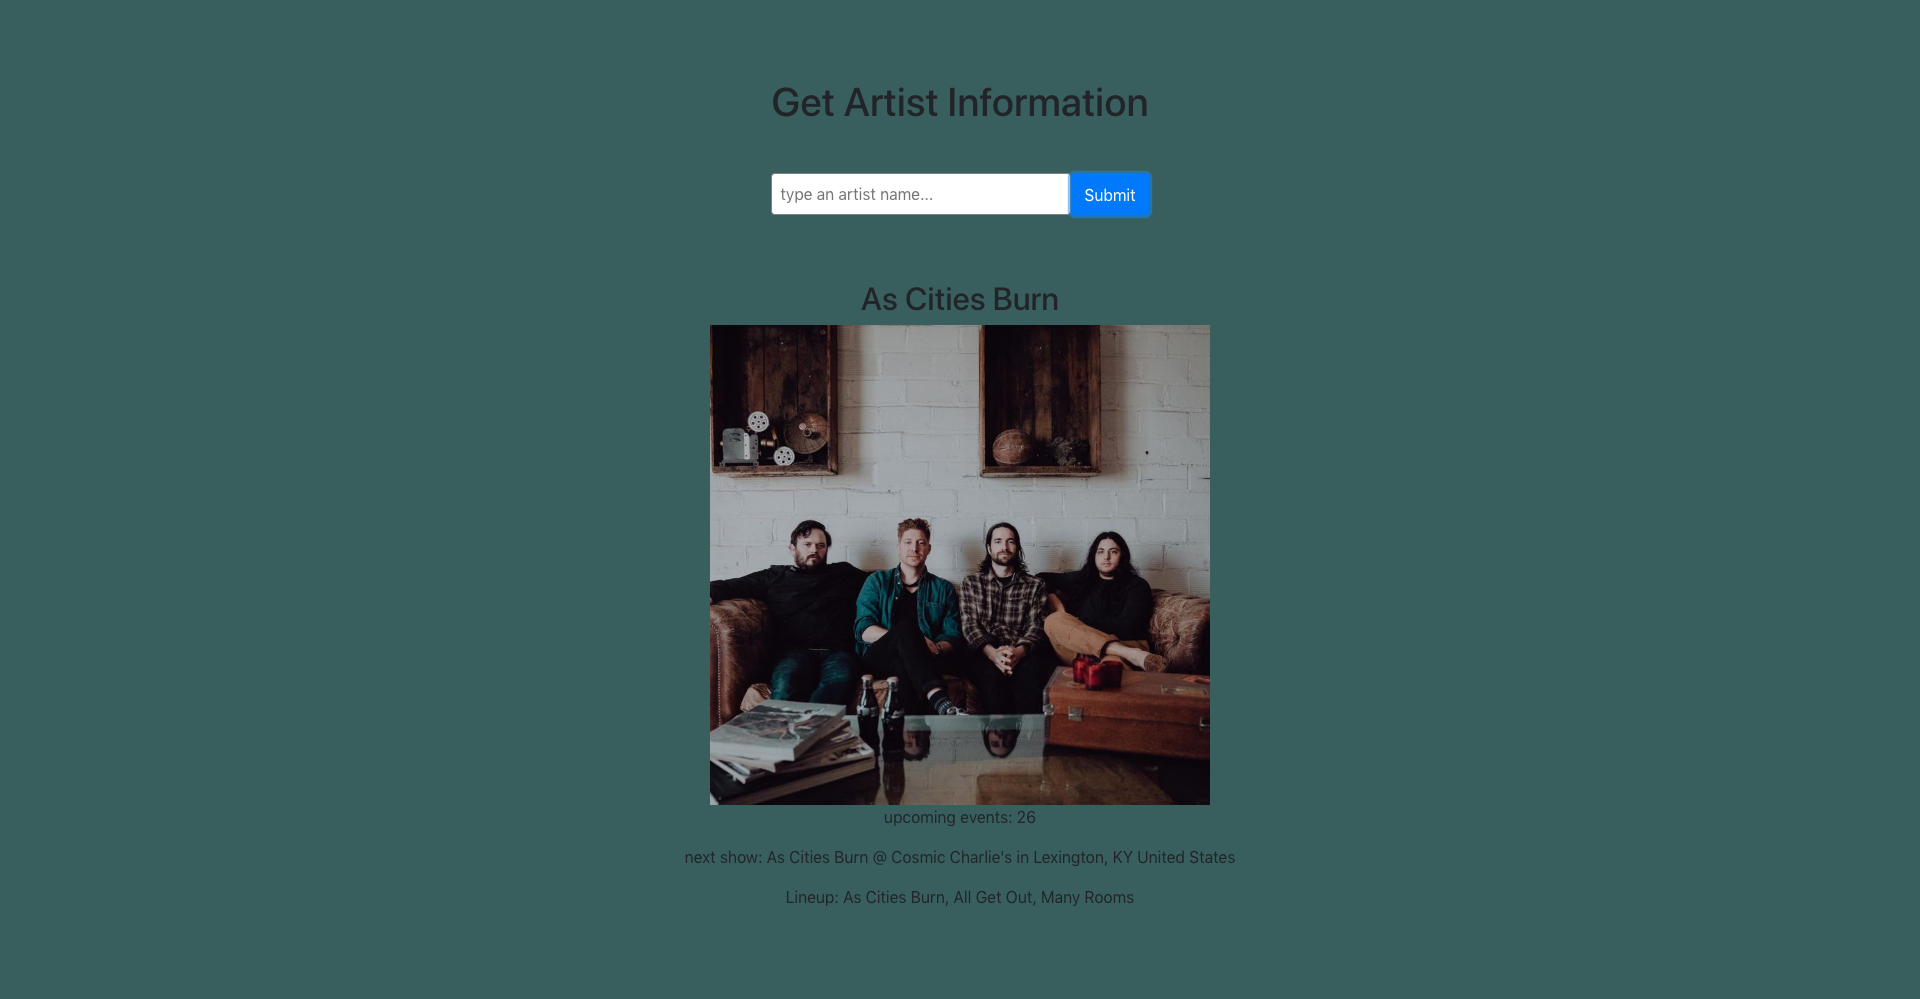 Get Artist Information
type an artist name...
Submit
As Cities Burn
upcoming events: 26
next show: As Cities Burn @ Cosmic Charlie's in Lexington, KY United States
Lineup: As Cities Burn, All Get Out, Many Rooms